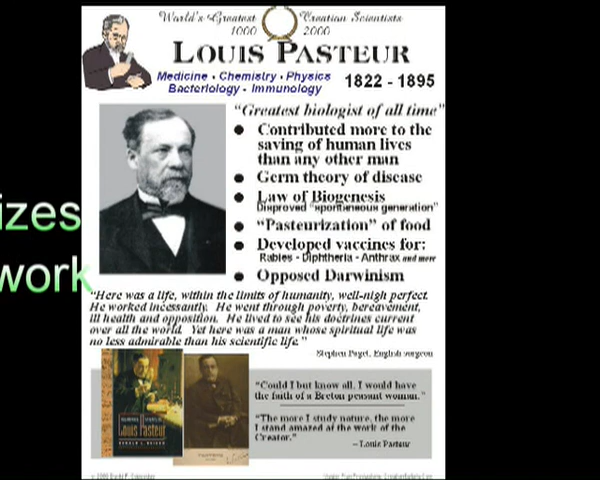 World's Greatest Creation Scientists
1000 2000
LOUIS PASTEUR
Medicine • Chemistry • Physics
Bacteriology • Immunology
1822 - 1895
"Greatest biologist of all time"
• Contributed more to the
saving of human lives
than any other man
• Germ theory of disease
• Law of Biogenesis
Disproved "spontaneous generation"
• "Pasteurization" of food
• Developed vaccines for:
Rabies - Diphtheria - Anthrax and more
• Opposed Darwinism
izes
work
"Here was a life, within the limits of humanity, well-nigh perfect.
He worked incessantly. He went through poverty, bereavement,
ill health and opposition. He lived to see his doctrines current
over all the world. Yet here was a man whose spiritual life was
no less admirable than his scientific life."
Stephen Paget, English surgeon
Louis Pasteur
"Could I but know all, I would have
the faith of a Breton peasant woman."
"The more I study nature, the more
I stand amazed at the work of the
Creator."
—Louis Pasteur